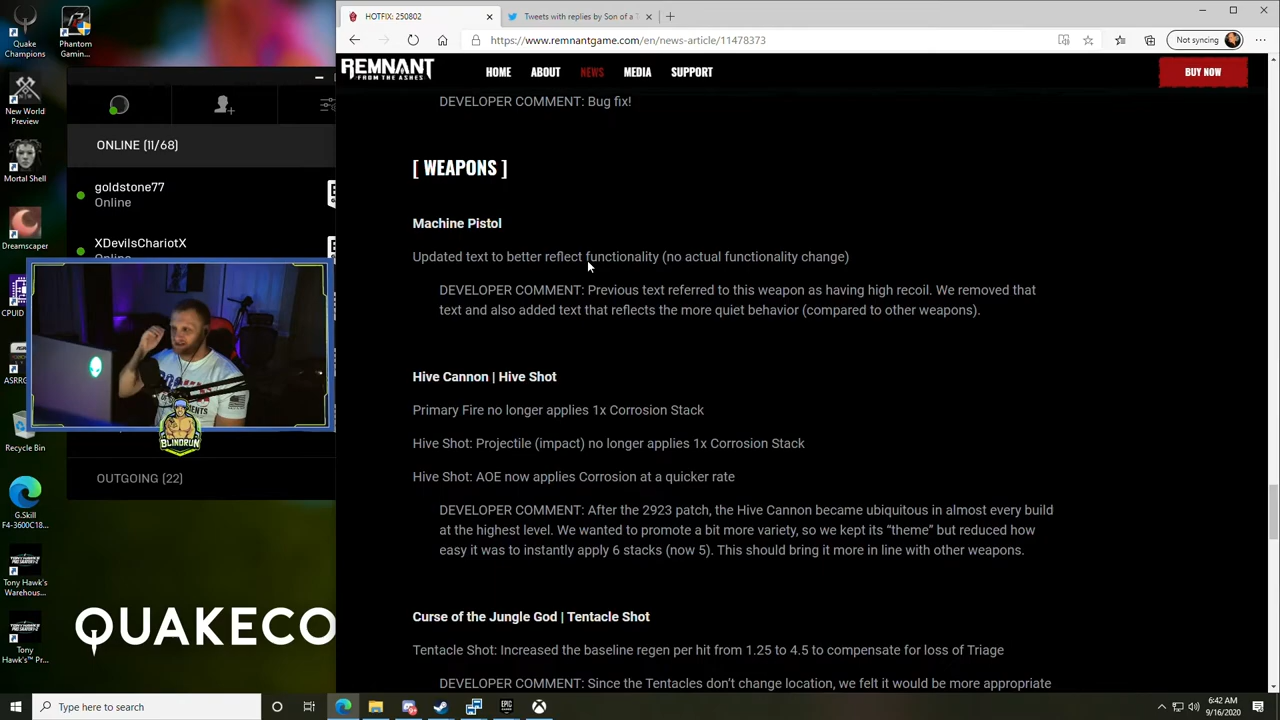 Quake
Champions
Phantom
Gamin...
New World
Preview
Mortal Shell
Dreamscaper
CPUID
ASRRG
Recycle Bin
G.Skill
F4-3600C18...
Tony
Hawk's™
Warehous...
Tony
Hawk's™ Pr...
ONLINE (11/68)
goldstone77
Online
XDevilsChariotX
Online
BLINDRUN
OUTGOING (22)
QUAKECO
HOTFIX: 250802
Tweets with replies by Son of a T
https://www.remnantgame.com/en/news-article/11478373
Not syncing
REMNANT
FROM THE ASHES
HOME
ABOUT
NEWS
MEDIA
SUPPORT
BUY NOW
DEVELOPER COMMENT: Bug fix!
[ WEAPONS ]
Machine Pistol
Updated text to better reflect functionality (no actual functionality change)
DEVELOPER COMMENT: Previous text referred to this weapon as having high recoil. We removed that
text and also added text that reflects the more quiet behavior (compared to other weapons).
Hive Cannon | Hive Shot
Primary Fire no longer applies 1x Corrosion Stack
Hive Shot: Projectile (impact) no longer applies 1x Corrosion Stack
Hive Shot: AOE now applies Corrosion at a quicker rate
DEVELOPER COMMENT: After the 2923 patch, the Hive Cannon became ubiquitous in almost every build
at the highest level. We wanted to promote a bit more variety, so we kept its “theme” but reduced how
easy it was to instantly apply 6 stacks (now 5). This should bring it more in line with other weapons.
Curse of the Jungle God | Tentacle Shot
Tentacle Shot: Increased the baseline regen per hit from 1.25 to 4.5 to compensate for loss of Triage
DEVELOPER COMMENT: Since the Tentacles don't change location, we felt it would be more appropriate
Type here to search
6:42 AM
9/16/2020